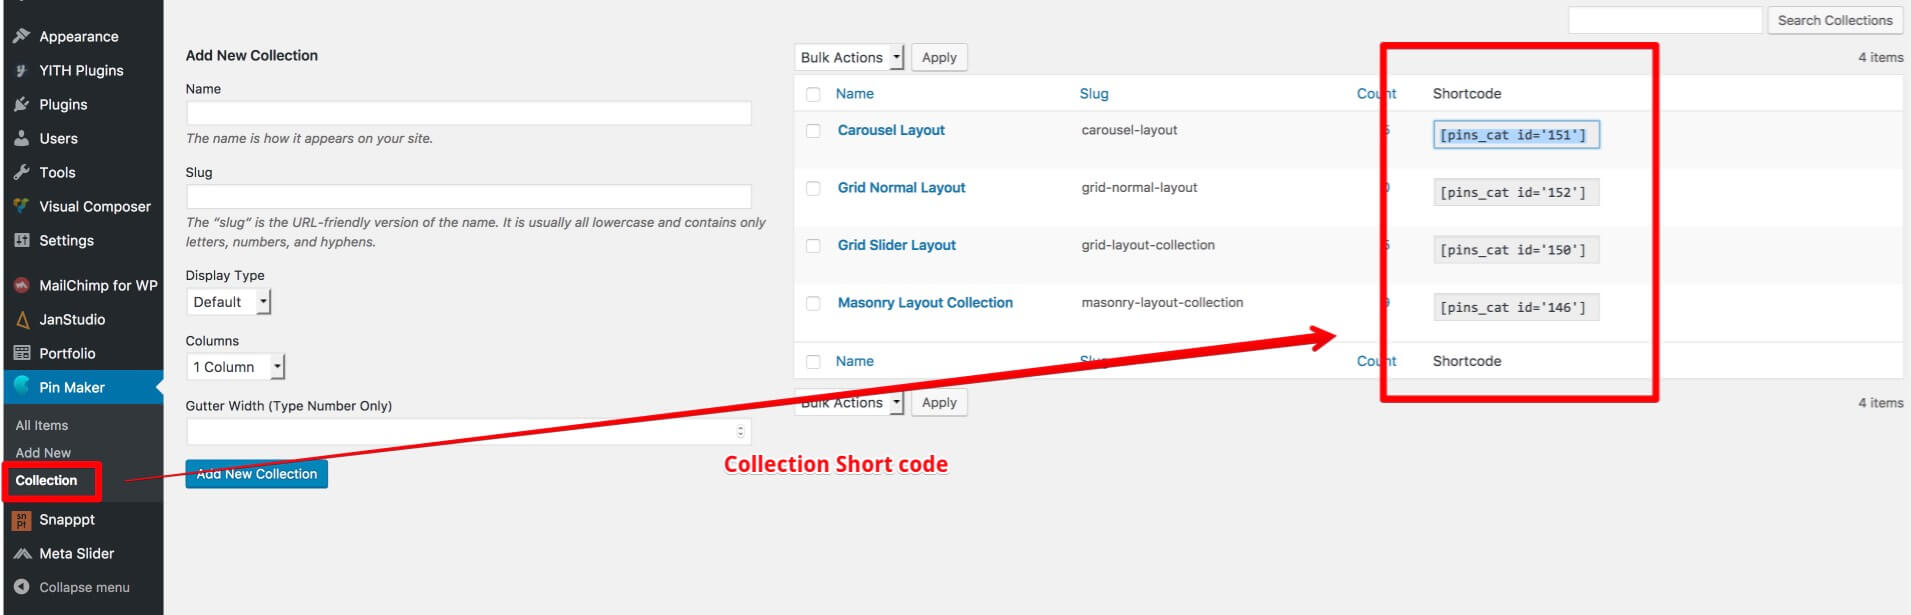 Appearance
YITH Plugins
Plugins
Users
Tools
Visual Composer
Settings
MailChimp for WP
JanStudio
Portfolio
Pin Maker
All Items
Add New
Collection
Snapppt
Meta Slider
Collapse menu
Add New Collection
Name
The name is how it appears on your site.
Slug
The “slug” is the URL-friendly version of the name. It is usually all lowercase and contains only
letters, numbers, and hyphens.
Display Type
Default
Columns
1 Column
Gutter Width (Type Number Only)
Add New Collection
Search Collections
Bulk Actions Apply 4 items
Name Slug Count Shortcode
Carousel Layout carousel-layout [pins_cat id='151']
Grid Normal Layout grid-normal-layout [pins_cat id='152']
Grid Slider Layout grid-layout-collection [pins_cat id='150']
Masonry Layout Collection masonry-layout-collection [pins_cat id='146']
Name Slug Count Shortcode
Bulk Actions Apply 4 items
Collection Short code